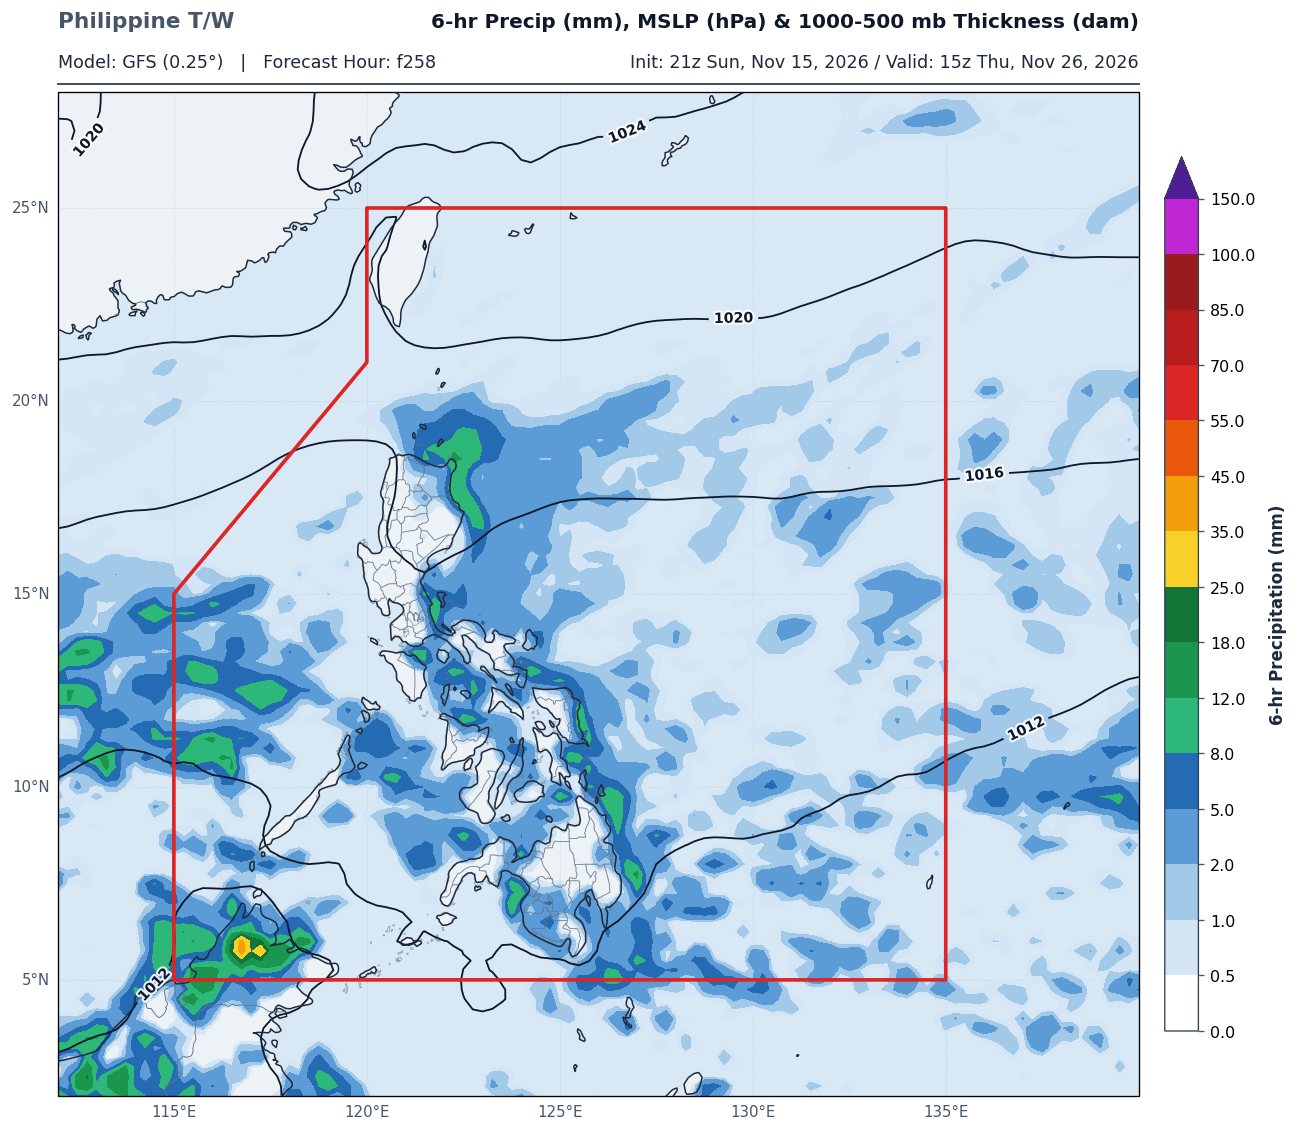 Philippine T/W
6-hr Precip (mm), MSLP (hPa) & 1000-500 mb Thickness (dam)
Model: GFS (0.25°) | Forecast Hour: f258
Init: 21z Sun, Nov 15, 2026 / Valid: 15z Thu, Nov 26, 2026
1020
1024
1020
1016
1012
1012
25°N
20°N
15°N
10°N
5°N
115°E
120°E
125°E
130°E
135°E
150.0
100.0
85.0
70.0
55.0
45.0
35.0
25.0
18.0
12.0
8.0
5.0
2.0
1.0
0.5
0.0
6-hr Precipitation (mm)